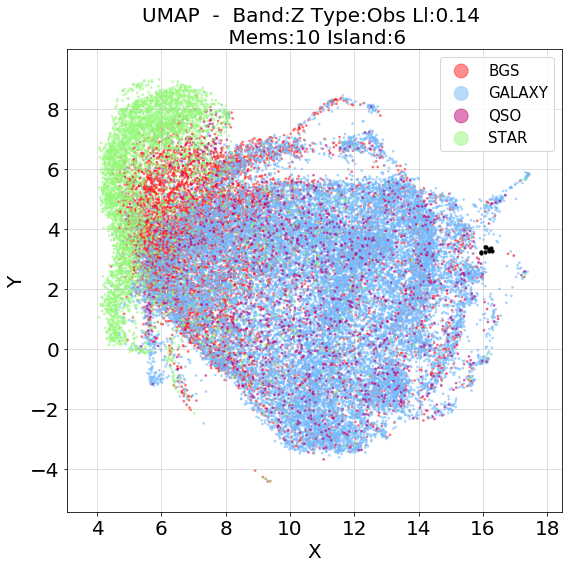 UMAP  -  Band:Z Type:Obs Ll:0.14
Mems:10 Island:6
BGS
GALAXY
QSO
STAR
8
6
4
2
0
−2
−4
Y
4 6 8 10 12 14 16 18
X